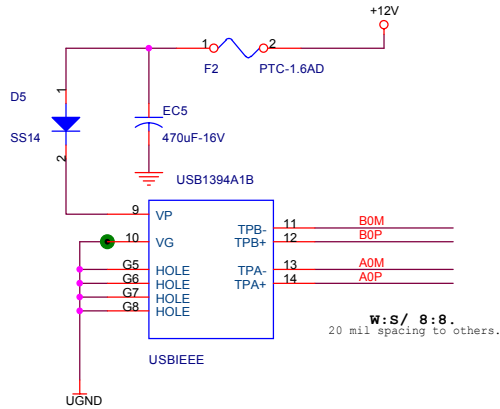 +12V
1
2
F2
PTC-1.6AD
D5
1
SS14
2
EC5
470uF-16V
USB1394A1B
9
VP
10
VG
G5
HOLE
G6
HOLE
G7
HOLE
G8
HOLE
TPB-
11
B0M
TPB+
12
B0P
TPA-
13
A0M
TPA+
14
A0P
W:S/ 8:8.
20 mil spacing to others.
USBIEEE
UGND